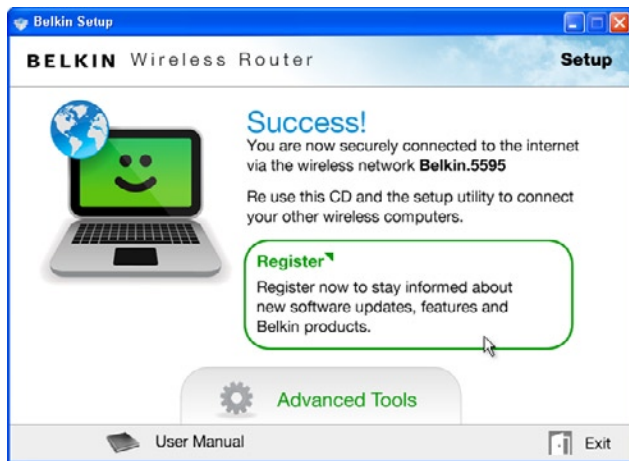 Belkin Setup
BELKIN Wireless Router
Setup
Success!
You are now securely connected to the internet
via the wireless network Belkin.5595
Re use this CD and the setup utility to connect
your other wireless computers.
Register
Register now to stay informed about
new software updates, features and
Belkin products.
Advanced Tools
User Manual
Exit